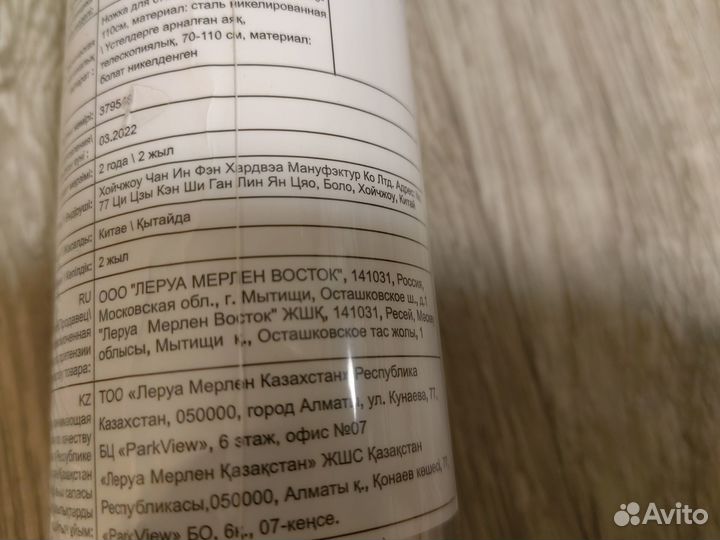 Ножка для
110см, материал: сталь никелированная
\ Үстелдерге арналған аяқ,
телескопиялық, 70-110 см, материал:
болат никелденген
03.2022
2 года \ 2 жыл
Хойчжоу Чан Ин Фэн Хардвэа Мануфэктур Ко Лтд,
77 Ци Цзы Кэн Ши Ган Лин Ян Цяо, Боло, Хойчжоу, Китай
Китае \ Қытайда
2 жыл
RU
ООО "ЛЕРУА МЕРЛЕН ВОСТОК", 141031, Россия,
Московская обл., г. Мытищи, Осташковское ш., д.1
"Леруа Мерлен Восток" ЖШҚ, 141031, Ресей,
облысы, Мытищи қ., Осташковское тас жолы, 1
товара:
KZ
ТОО «Леруа Мерлен Казахстан» Республика
Казахстан, 050000, город Алматы, ул. Кунаева, 77,
БЦ «ParkView», 6 этаж, офис №07
«Леруа Мерлен Қазақстан» ЖШС Қазақстан
Республикасы,050000, Алматы қ., Қонаев көшесі, 77,
«ParkView» БО, 6қ., 07-кеңсе.
Avito